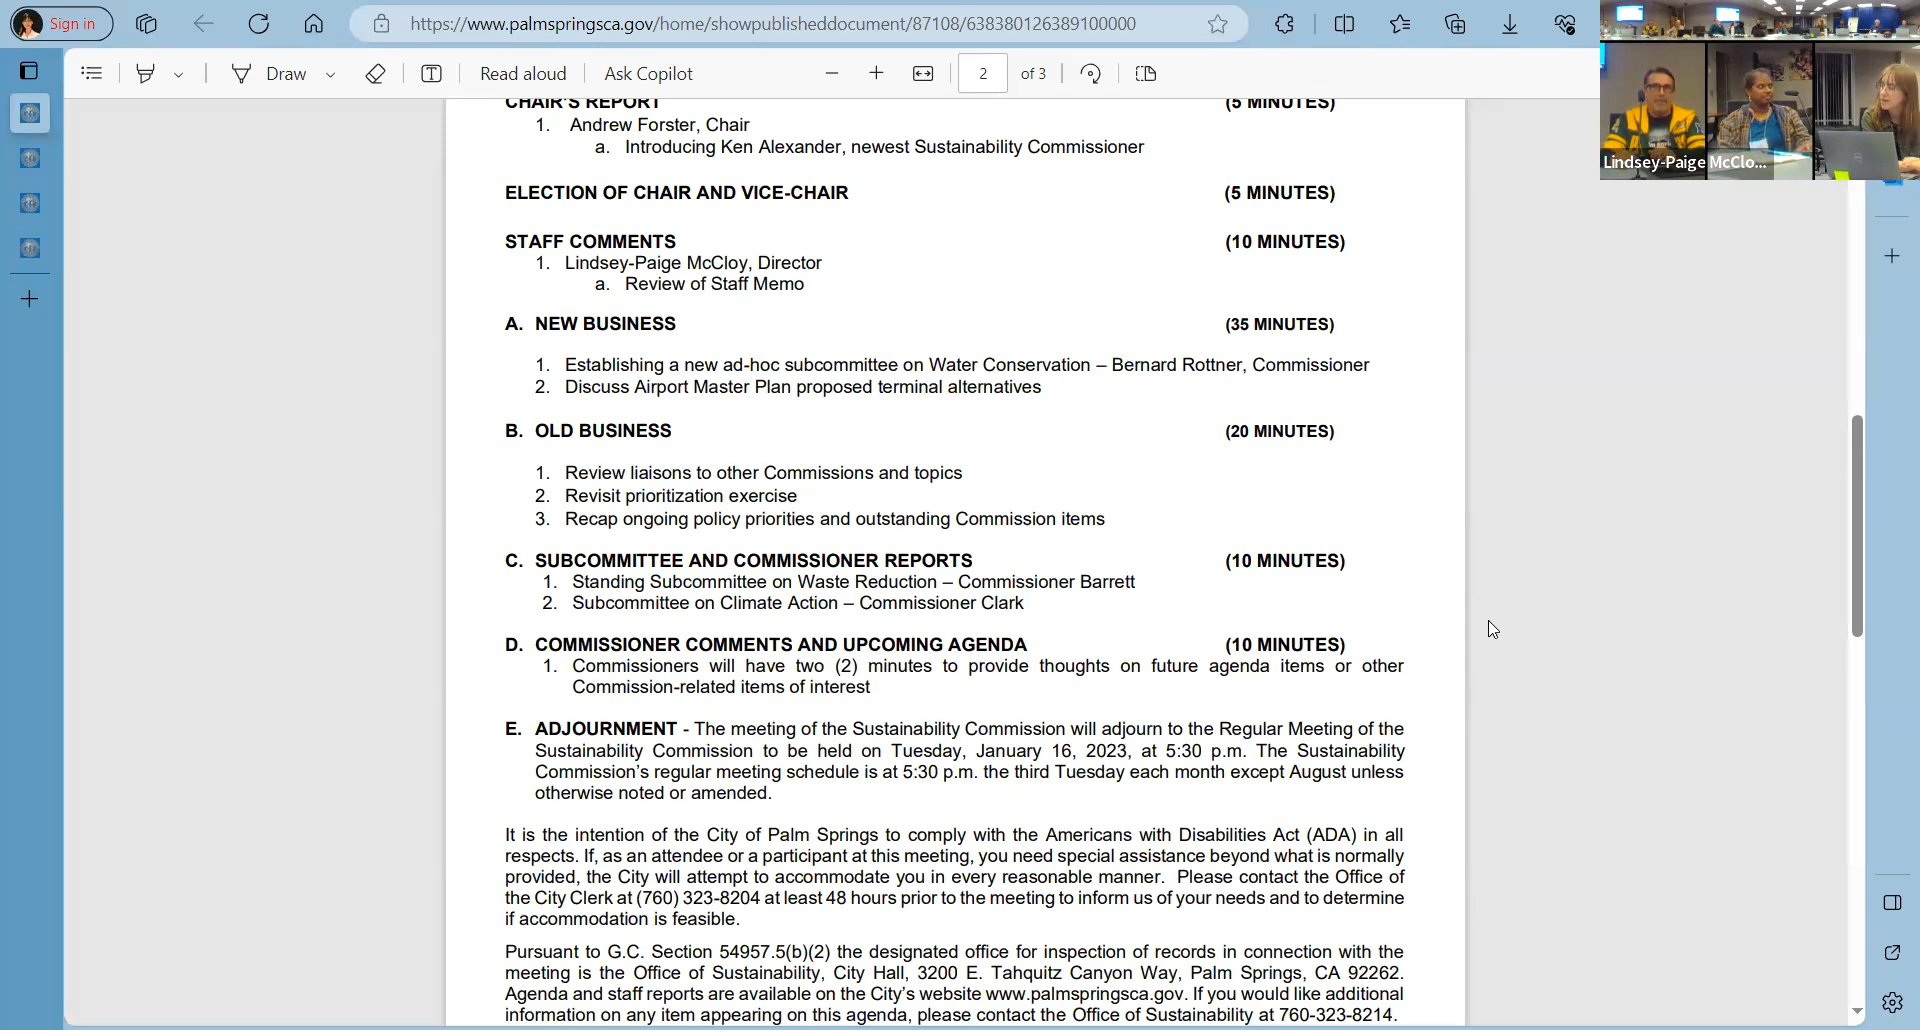 Sign in
https://www.palmspringsca.gov/home/showpublisheddocument/87108/638380126389100000
Draw
Read aloud
Ask Copilot
2 of 3
Lindsey-Paige McClo...
CHAIR'S REPORT (5 MINUTES)
1. Andrew Forster, Chair
a. Introducing Ken Alexander, newest Sustainability Commissioner
ELECTION OF CHAIR AND VICE-CHAIR (5 MINUTES)
STAFF COMMENTS (10 MINUTES)
1. Lindsey-Paige McCloy, Director
a. Review of Staff Memo
A. NEW BUSINESS (35 MINUTES)
1. Establishing a new ad-hoc subcommittee on Water Conservation – Bernard Rottner, Commissioner
2. Discuss Airport Master Plan proposed terminal alternatives
B. OLD BUSINESS (20 MINUTES)
1. Review liaisons to other Commissions and topics
2. Revisit prioritization exercise
3. Recap ongoing policy priorities and outstanding Commission items
C. SUBCOMMITTEE AND COMMISSIONER REPORTS (10 MINUTES)
1. Standing Subcommittee on Waste Reduction – Commissioner Barrett
2. Subcommittee on Climate Action – Commissioner Clark
D. COMMISSIONER COMMENTS AND UPCOMING AGENDA (10 MINUTES)
1. Commissioners will have two (2) minutes to provide thoughts on future agenda items or other
Commission-related items of interest
E. ADJOURNMENT - The meeting of the Sustainability Commission will adjourn to the Regular Meeting of the
Sustainability Commission to be held on Tuesday, January 16, 2023, at 5:30 p.m. The Sustainability
Commission's regular meeting schedule is at 5:30 p.m. the third Tuesday each month except August unless
otherwise noted or amended.
It is the intention of the City of Palm Springs to comply with the Americans with Disabilities Act (ADA) in all
respects. If, as an attendee or a participant at this meeting, you need special assistance beyond what is normally
provided, the City will attempt to accommodate you in every reasonable manner. Please contact the Office of
the City Clerk at (760) 323-8204 at least 48 hours prior to the meeting to inform us of your needs and to determine
if accommodation is feasible.
Pursuant to G.C. Section 54957.5(b)(2) the designated office for inspection of records in connection with the
meeting is the Office of Sustainability, City Hall, 3200 E. Tahquitz Canyon Way, Palm Springs, CA 92262.
Agenda and staff reports are available on the City's website www.palmspringsca.gov. If you would like additional
information on any item appearing on this agenda, please contact the Office of Sustainability at 760-323-8214.